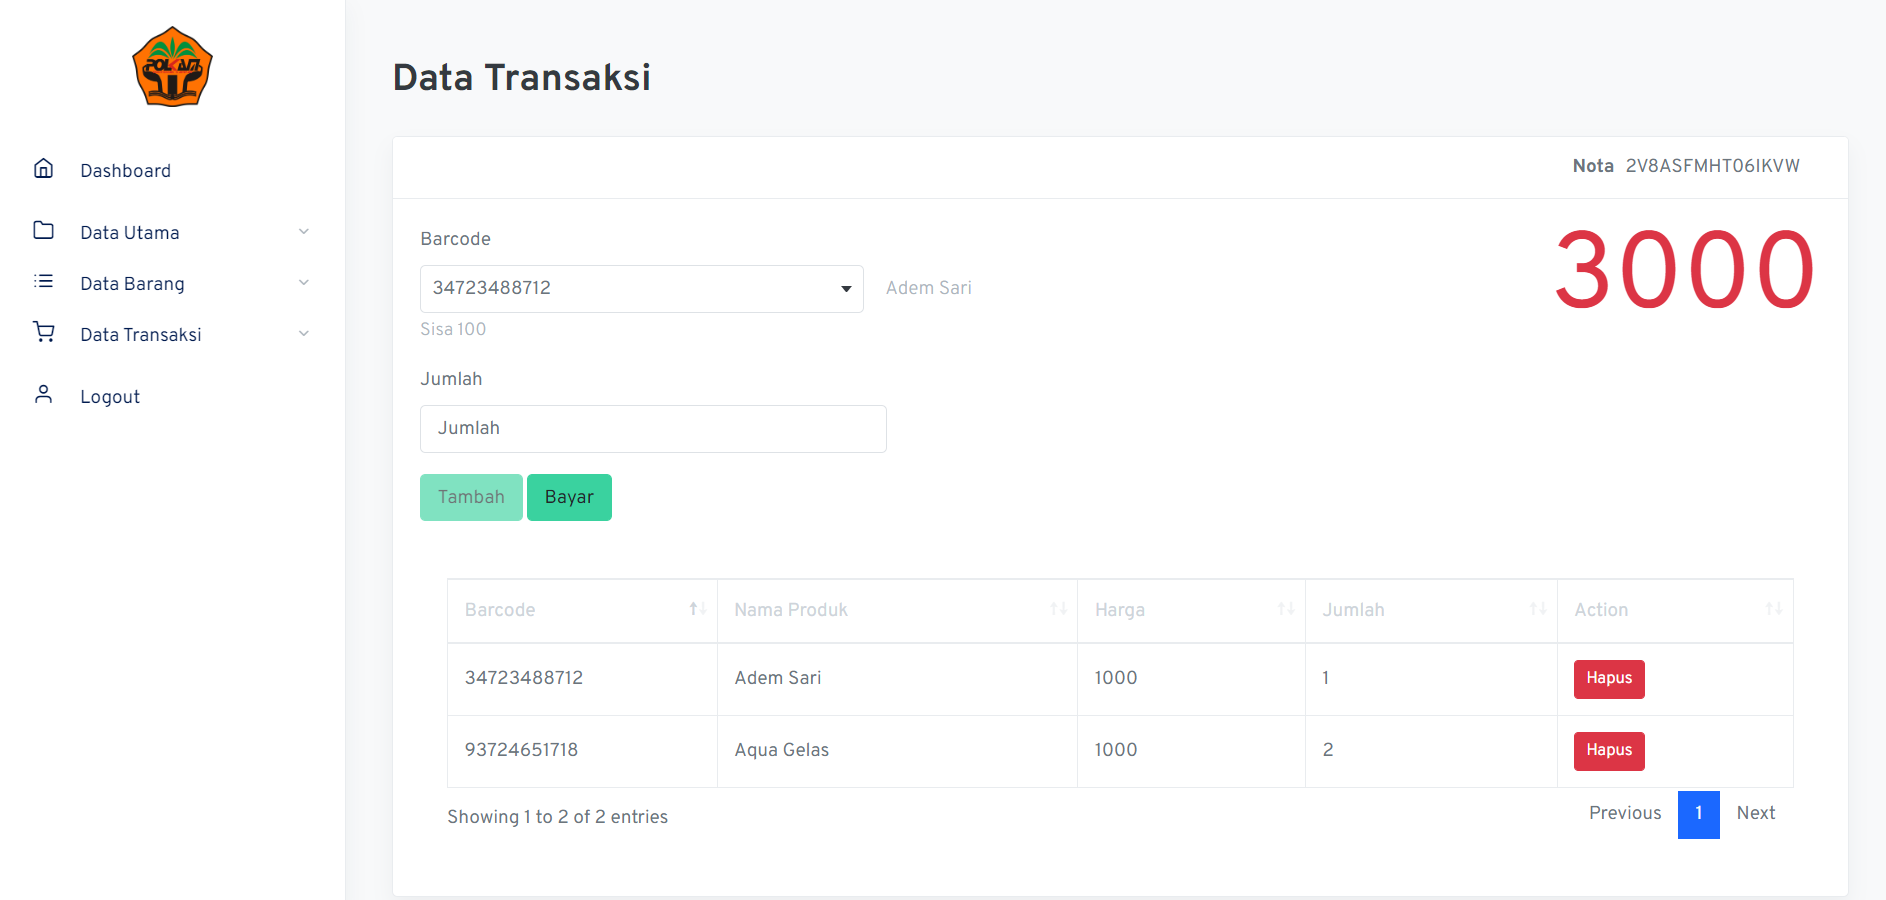 POLKAM
Dashboard
Data Utama
Data Barang
Data Transaksi
Logout
Data Transaksi
Nota 2V8ASFMHT06IKVW
3000
Barcode
34723488712 Adem Sari
Sisa 100
Jumlah
Jumlah
Tambah Bayar
Barcode Nama Produk Harga Jumlah Action
34723488712 Adem Sari 1000 1 Hapus
93724651718 Aqua Gelas 1000 2 Hapus
Showing 1 to 2 of 2 entries
Previous 1 Next